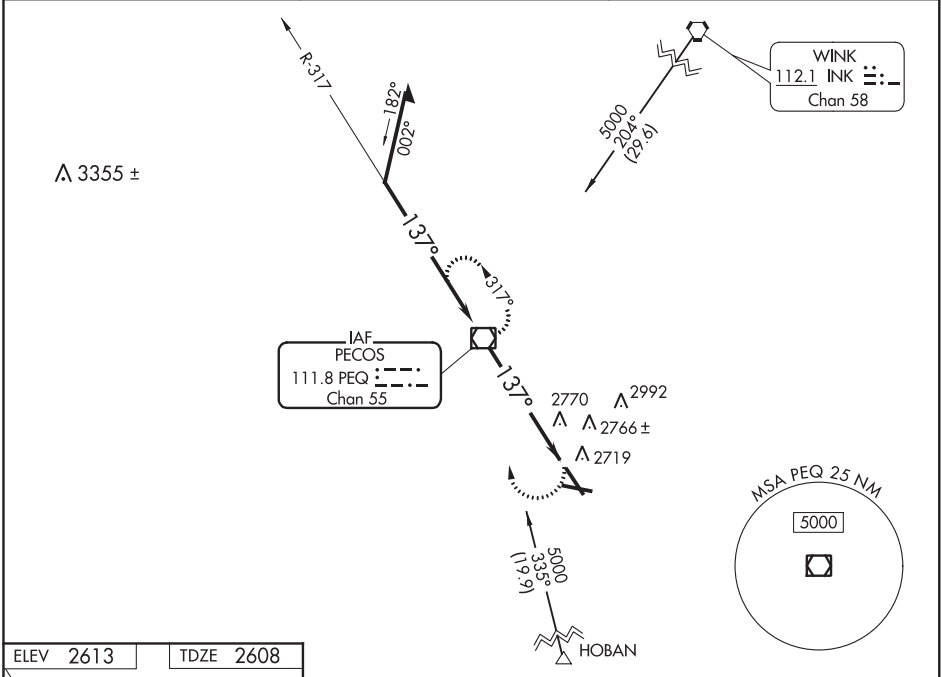 R-317
182°
002°
WINK
112.1 INK
Chan 58
5000
204°
(29.6)
3355 ±
137°
317°
IAF
PECOS
111.8 PEQ
Chan 55
137°
2770
2992
2766 ±
2719
MSA PEQ 25 NM
5000
5000
335°
(19.9)
HOBAN
ELEV 2613
TDZE 2608